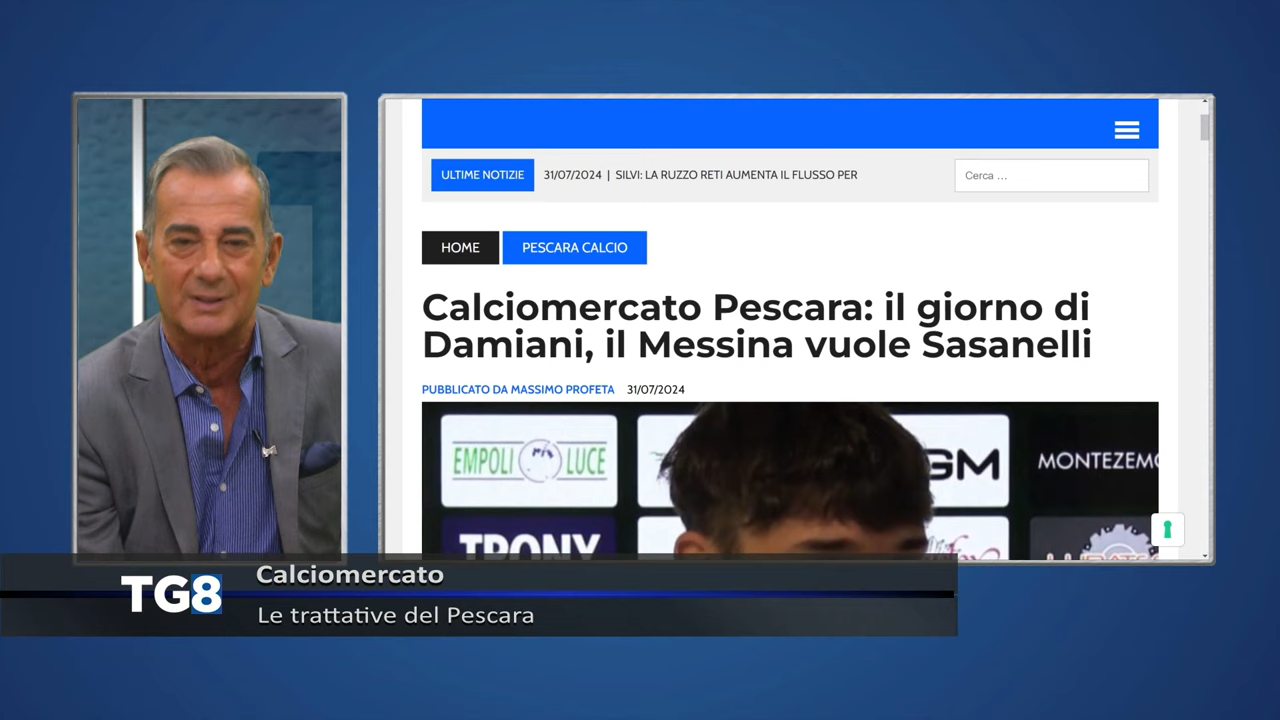 ULTIME NOTIZIE
31/07/2024 | SILVI: LA RUZZO RETI AUMENTA IL FLUSSO PER
Cerca ...
HOME
PESCARA CALCIO
Calciomercato Pescara: il giorno di
Damiani, il Messina vuole Sasanelli
PUBBLICATO DA MASSIMO PROFETA 31/07/2024
EMPOLI LUCE
GM
MONTEZEMO
TRONY
TG8
Calciomercato
Le trattative del Pescara